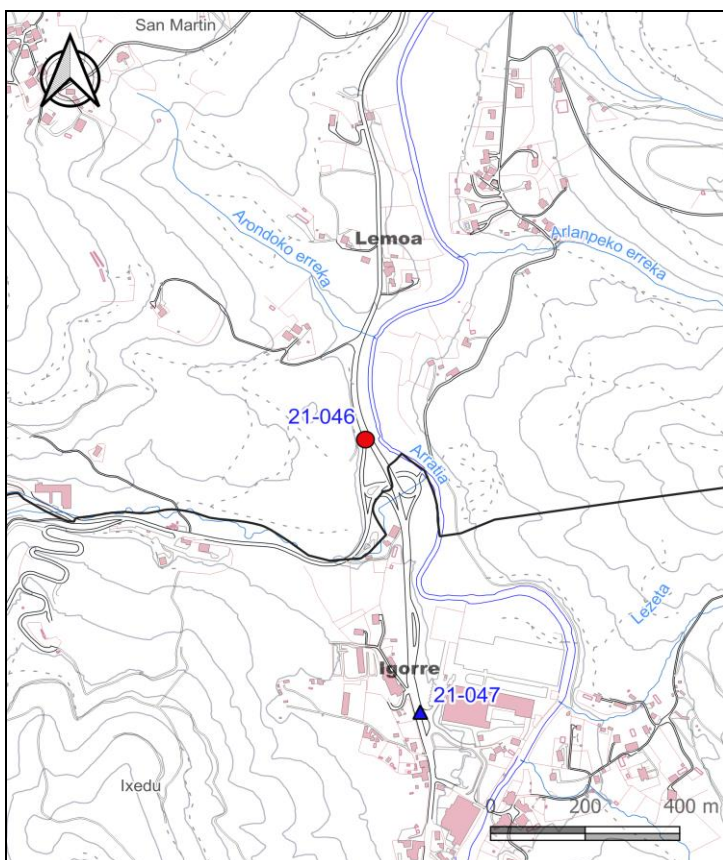 San Martin
Arondoko erreka
Lemoa
Arlanpeko erreka
21-046
Arratia
Lezeta
Igorre
21-047
Ixedu
0 200 400 m